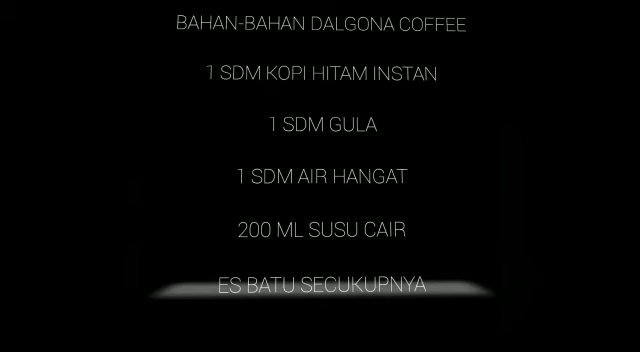 BAHAN-BAHAN DALGONA COFFEE
1 SDM KOPI HITAM INSTAN
1 SDM GULA
1 SDM AIR HANGAT
200 ML SUSU CAIR
ES BATU SECUKUPNYA